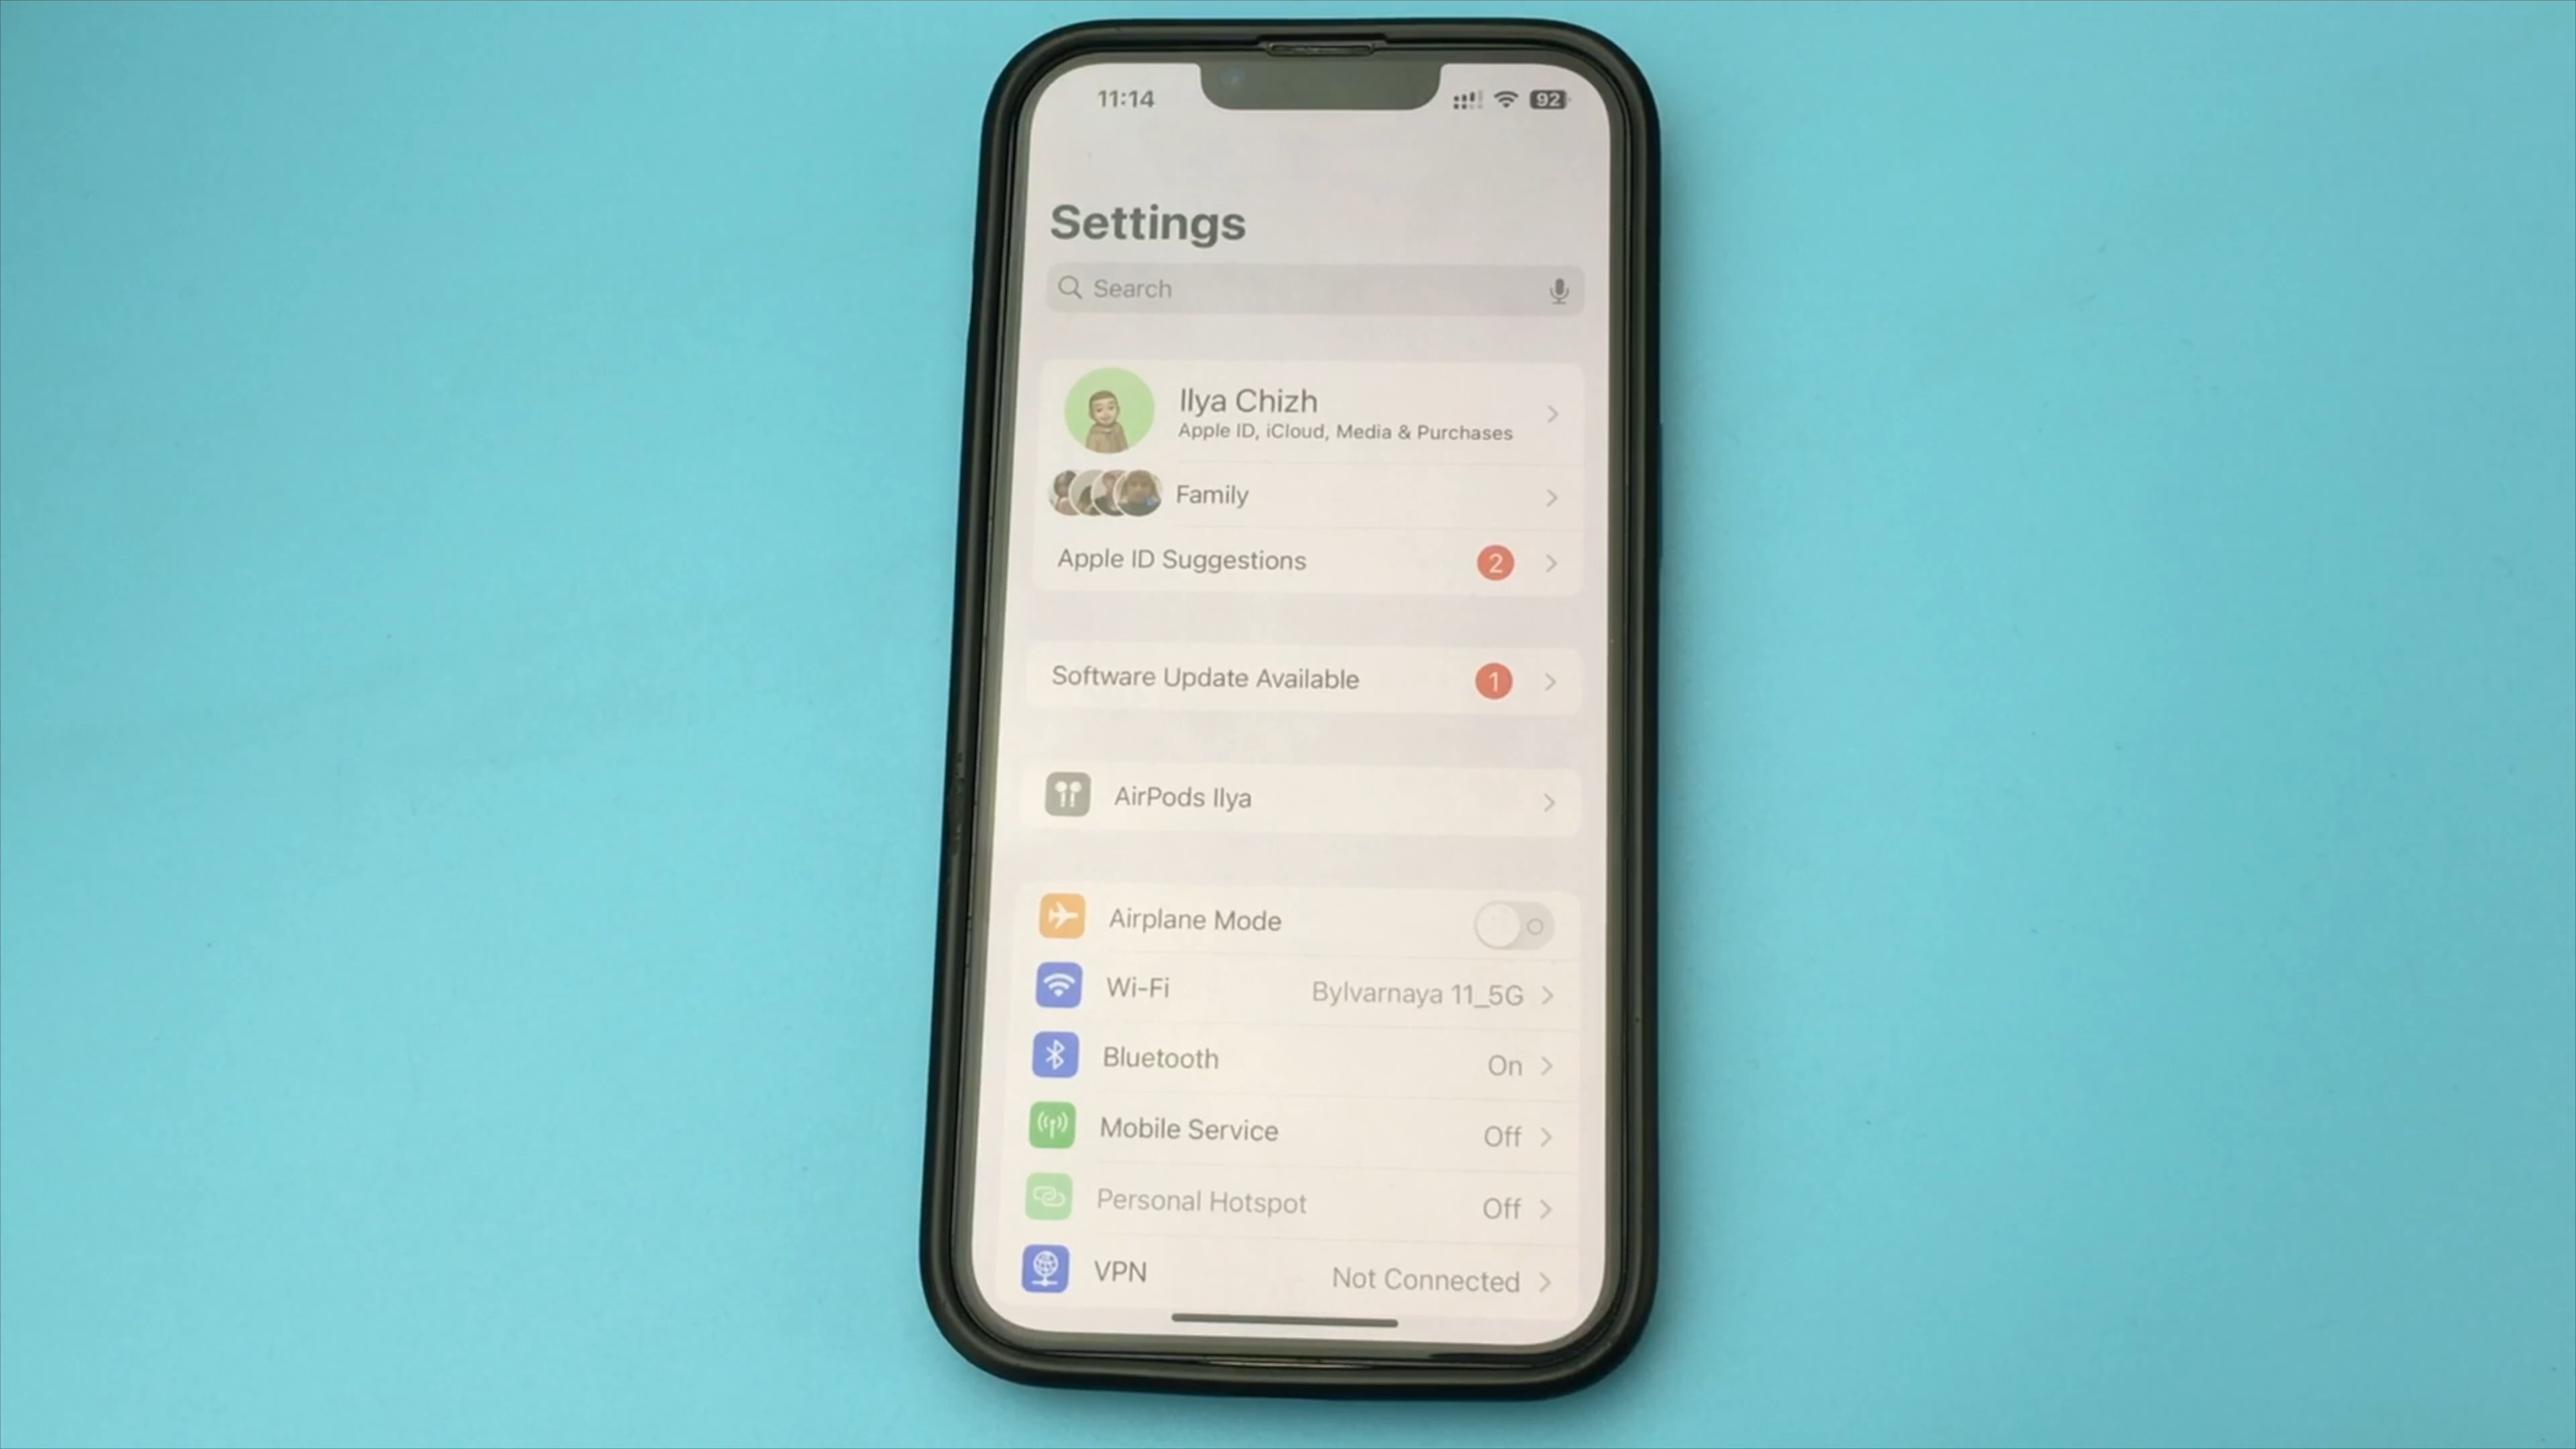 11:14
92
Settings
Search
Ilya Chizh
Apple ID, iCloud, Media & Purchases
Family
Apple ID Suggestions 2
Software Update Available 1
AirPods Ilya
Airplane Mode
Wi-Fi Bylvarnaya 11_5G
Bluetooth On
Mobile Service Off
Personal Hotspot Off
VPN Not Connected